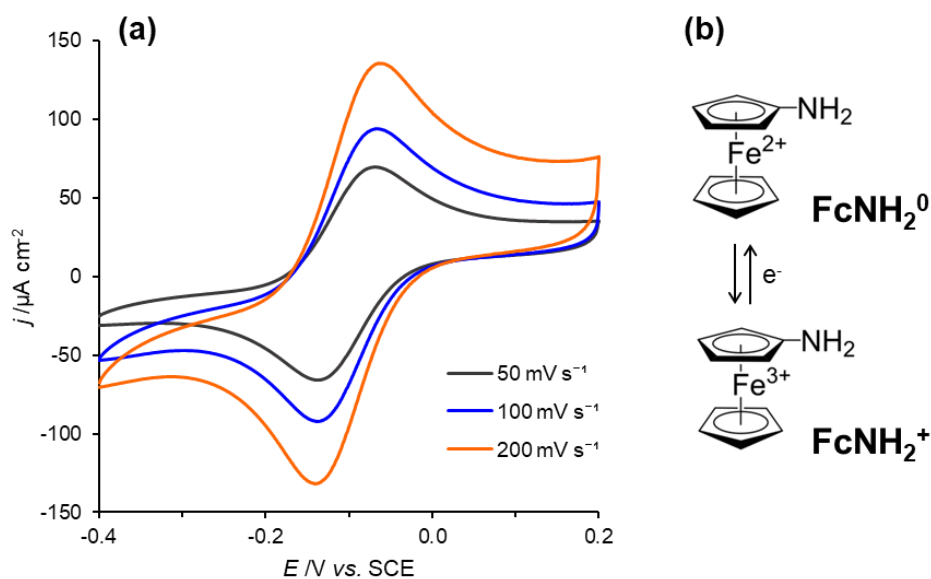 (a)
150
100
50
0
-50
-100
-150
j /µA cm⁻²
-0.4
-0.2
0.0
0.2
E /V vs. SCE
50 mV s⁻¹
100 mV s⁻¹
200 mV s⁻¹
(b)
NH₂
Fe²⁺
FcNH₂⁰
e⁻
NH₂
Fe³⁺
FcNH₂⁺